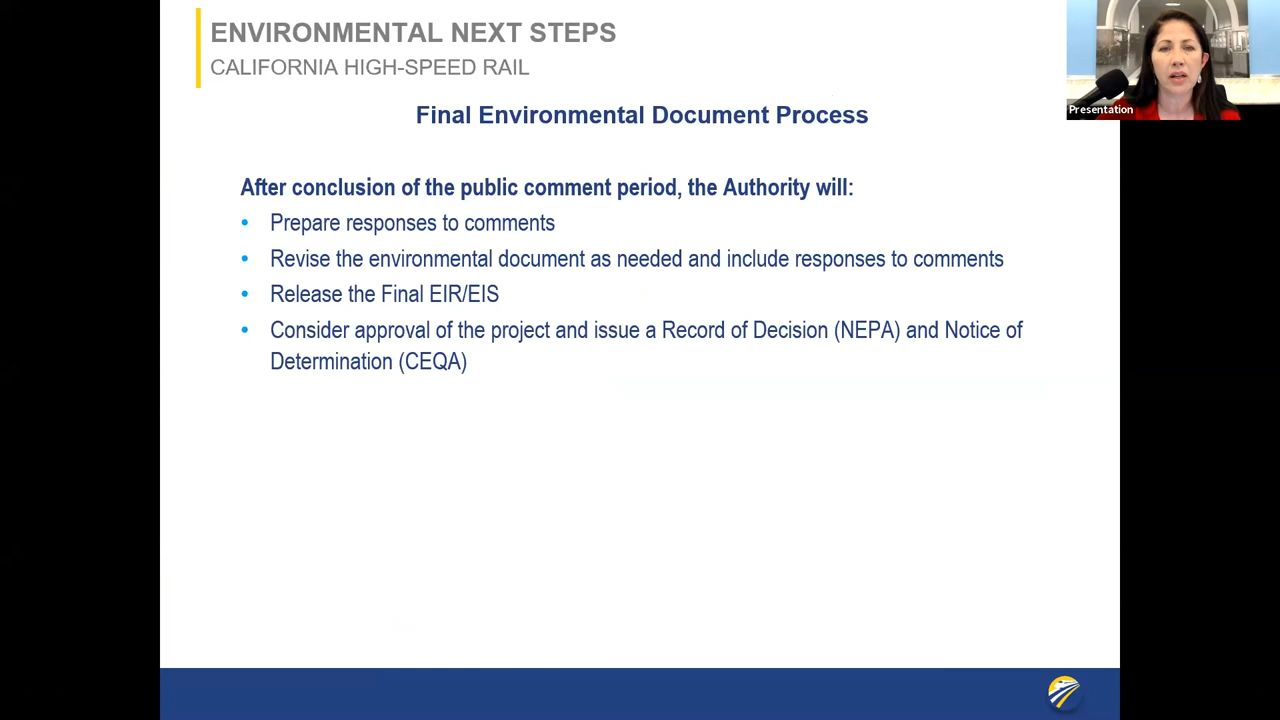 ENVIRONMENTAL NEXT STEPS
CALIFORNIA HIGH-SPEED RAIL
Final Environmental Document Process
After conclusion of the public comment period, the Authority will:
• Prepare responses to comments
• Revise the environmental document as needed and include responses to comments
• Release the Final EIR/EIS
• Consider approval of the project and issue a Record of Decision (NEPA) and Notice of
Determination (CEQA)
Presentation